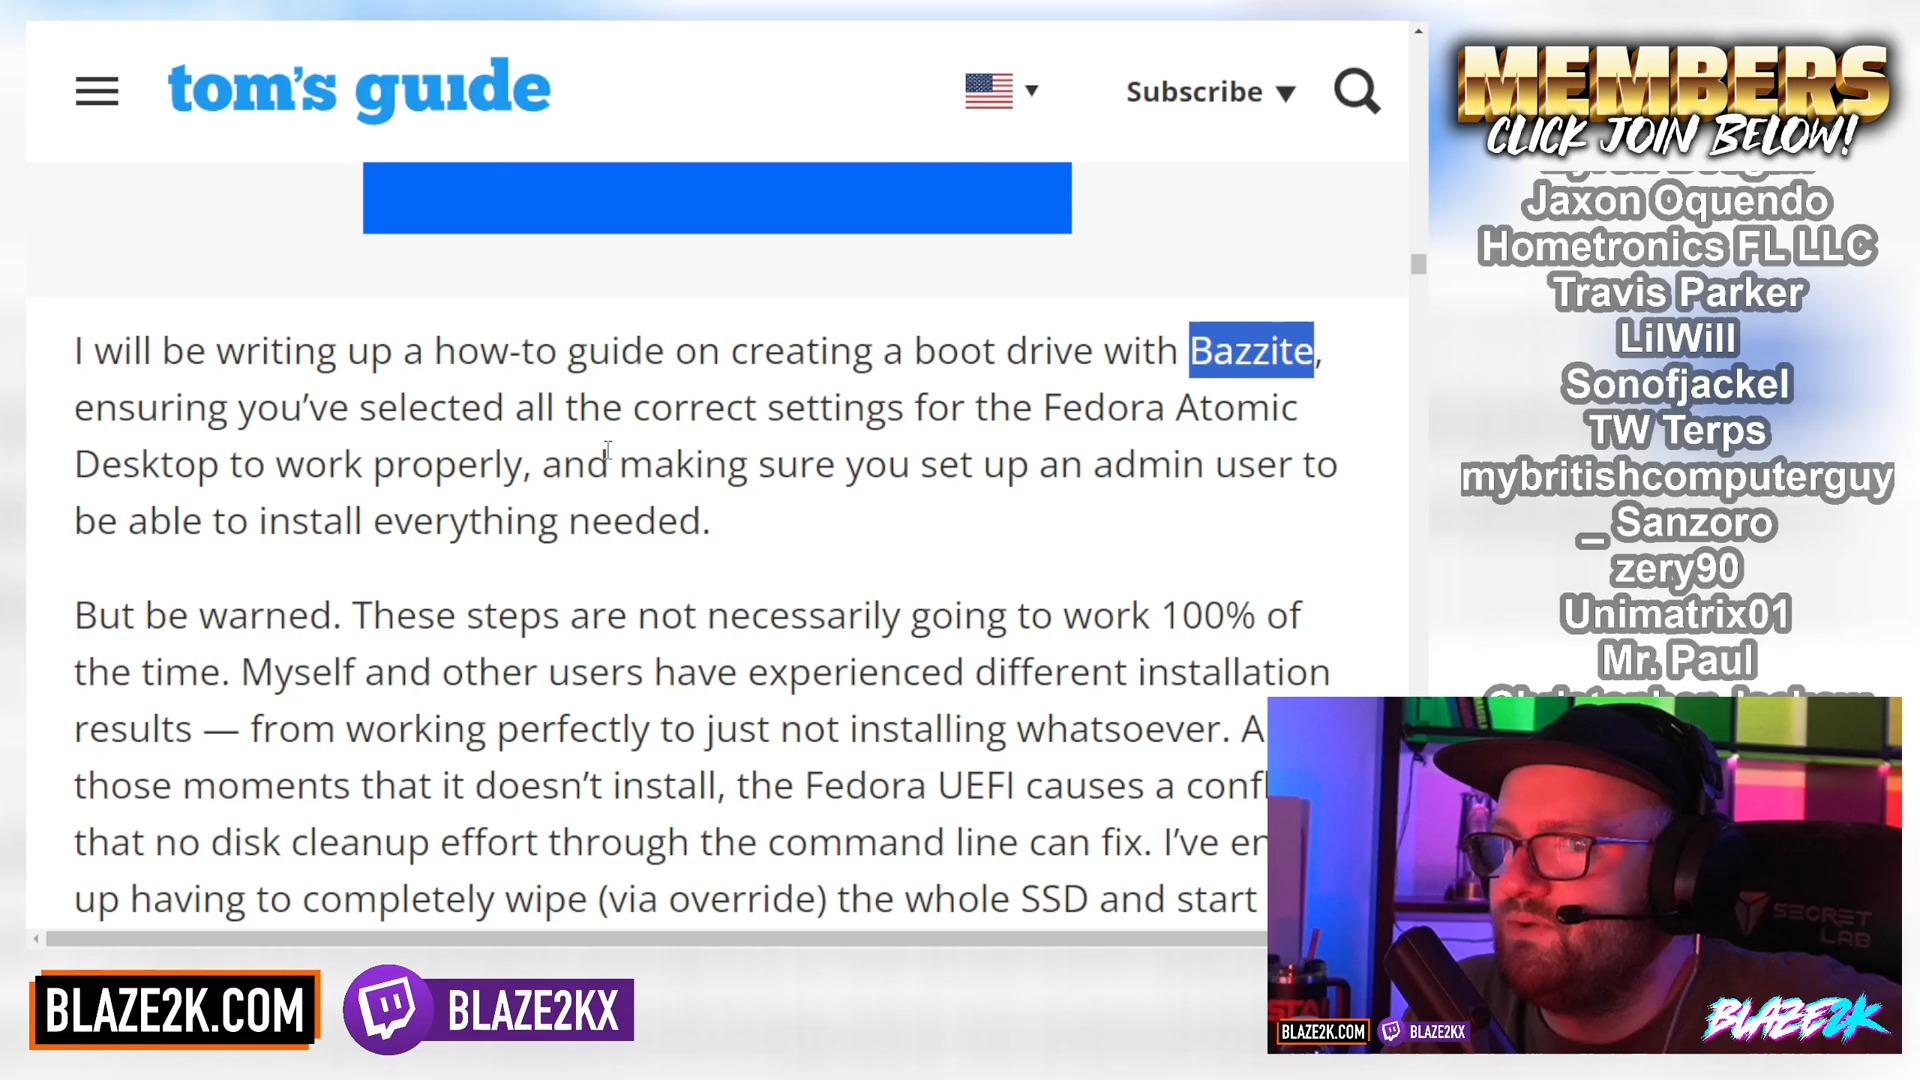 tom's guide
Subscribe
I will be writing up a how-to guide on creating a boot drive with Bazzite,
ensuring you’ve selected all the correct settings for the Fedora Atomic
Desktop to work properly, and making sure you set up an admin user to
be able to install everything needed.
But be warned. These steps are not necessarily going to work 100% of
the time. Myself and other users have experienced different installation
results — from working perfectly to just not installing whatsoever. A
those moments that it doesn’t install, the Fedora UEFI causes a confl
that no disk cleanup effort through the command line can fix. I’ve en
up having to completely wipe (via override) the whole SSD and start
MEMBERS
CLICK JOIN BELOW!
Jaxon Oquendo
Hometronics FL LLC
Travis Parker
LilWill
Sonofjackel
TW Terps
mybritishcomputerguy
_ Sanzoro
zery90
Unimatrix01
Mr. Paul
SECRET
LAB
BLAZE2K.COM
BLAZE2KX
BLAZE2K.COM
BLAZE2KX
BLAZE2K